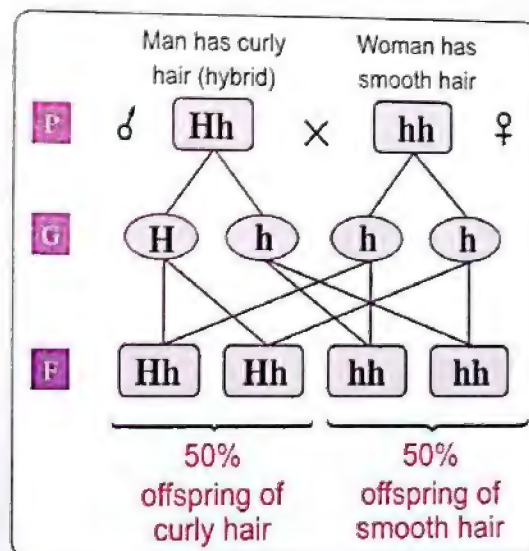 Man has curly hair (hybrid)
Woman has smooth hair
P ♂ Hh × hh ♀
G H h h h
F Hh Hh hh hh
50% offspring of curly hair
50% offspring of smooth hair